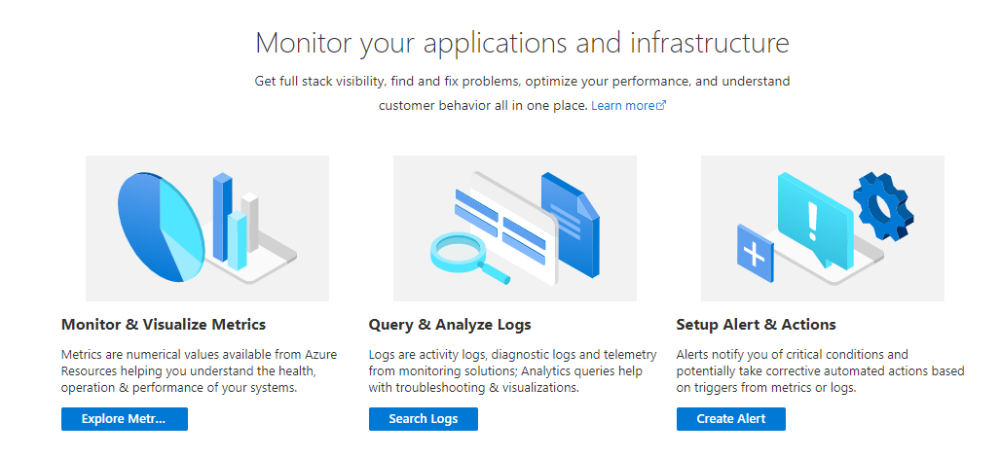 Monitor your applications and infrastructure
Get full stack visibility, find and fix problems, optimize your performance, and understand
customer behavior all in one place. Learn more
Monitor & Visualize Metrics
Metrics are numerical values available from Azure
Resources helping you understand the health,
operation & performance of your systems.
Explore Metr...
Query & Analyze Logs
Logs are activity logs, diagnostic logs and telemetry
from monitoring solutions; Analytics queries help
with troubleshooting & visualizations.
Search Logs
Setup Alert & Actions
Alerts notify you of critical conditions and
potentially take corrective automated actions based
on triggers from metrics or logs.
Create Alert